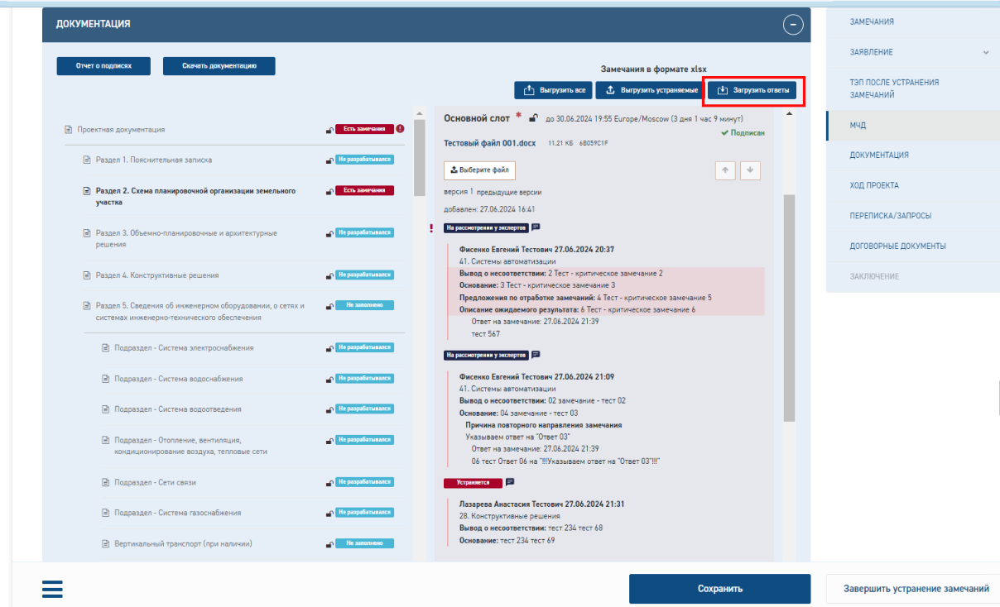 ДОКУМЕНТАЦИЯ
Отчет о подписях
Скачать документацию
Замечания в формате xlsx
Выгрузить все
Выгрузить устраняемые
Загрузить ответы
Проектная документация
Есть замечания
Раздел 1. Пояснительная записка
Не разрабатывался
Раздел 2. Схема планировочной организации земельного
участка
Есть замечания
Раздел 3. Объемно-планировочные и архитектурные
решения
Не разрабатывался
Раздел 4. Конструктивные решения
Не разрабатывался
Раздел 5. Сведения об инженерном оборудовании, о сетях и
системах инженерно-технического обеспечения
Не заполнено
Подраздел - Система электроснабжения
Не разрабатывался
Подраздел - Система водоснабжения
Не разрабатывался
Подраздел - Система водоотведения
Не разрабатывался
Подраздел - Отопление, вентиляция,
кондиционирование воздуха, тепловые сети
Не разрабатывался
Подраздел - Сети связи
Не разрабатывался
Подраздел - Система газоснабжения
Не разрабатывался
Вертикальный транспорт (при наличии)
Не заполнено
Основной слот * до 30.06.2024 19:55 Europe/Moscow (3 дня 1 час 9 минут)
Подписан
Тестовый файл 001.docx 11.21 КБ 6B059C1F
Выберите файл
версия 1 предыдущие версии
добавлен: 27.06.2024 16:41
! На рассмотрении у экспертов
Фисенко Евгений Тестович 27.06.2024 20:37
41. Системы автоматизации
Вывод о несоответствии: 2 Тест - критическое замечание 2
Основание: 3 Тест - критическое замечание 3
Предложения по отработке замечаний: 4 Тест - критическое замечание 5
Описание ожидаемого результата: 6 Тест - критическое замечание 6
Ответ на замечание: 27.06.2024 21:39
тест 567
На рассмотрении у экспертов
Фисенко Евгений Тестович 27.06.2024 21:09
41. Системы автоматизации
Вывод о несоответствии: 02 замечание - тест 02
Основание: 04 замечание - тест 03
Причина повторного направления замечания
Указываем ответ на "Ответ 03"
Ответ на замечание: 27.06.2024 21:39
06 тест Ответ 06 на "!!!Указываем ответ на "Ответ 03"!!!"
Устраняется
Лазарева Анастасия Тестович 27.06.2024 21:31
28. Конструктивные решения
Вывод о несоответствии: тест 234 тест 68
Основание: тест 234 тест 69
ЗАМЕЧАНИЯ
ЗАЯВЛЕНИЕ
ТЭП ПОСЛЕ УСТРАНЕНИЯ
ЗАМЕЧАНИЙ
МЧД
ДОКУМЕНТАЦИЯ
ХОД ПРОЕКТА
ПЕРЕПИСКА/ЗАПРОСЫ
ДОГОВОРНЫЕ ДОКУМЕНТЫ
ЗАКЛЮЧЕНИЕ
Сохранить
Завершить устранение замечаний